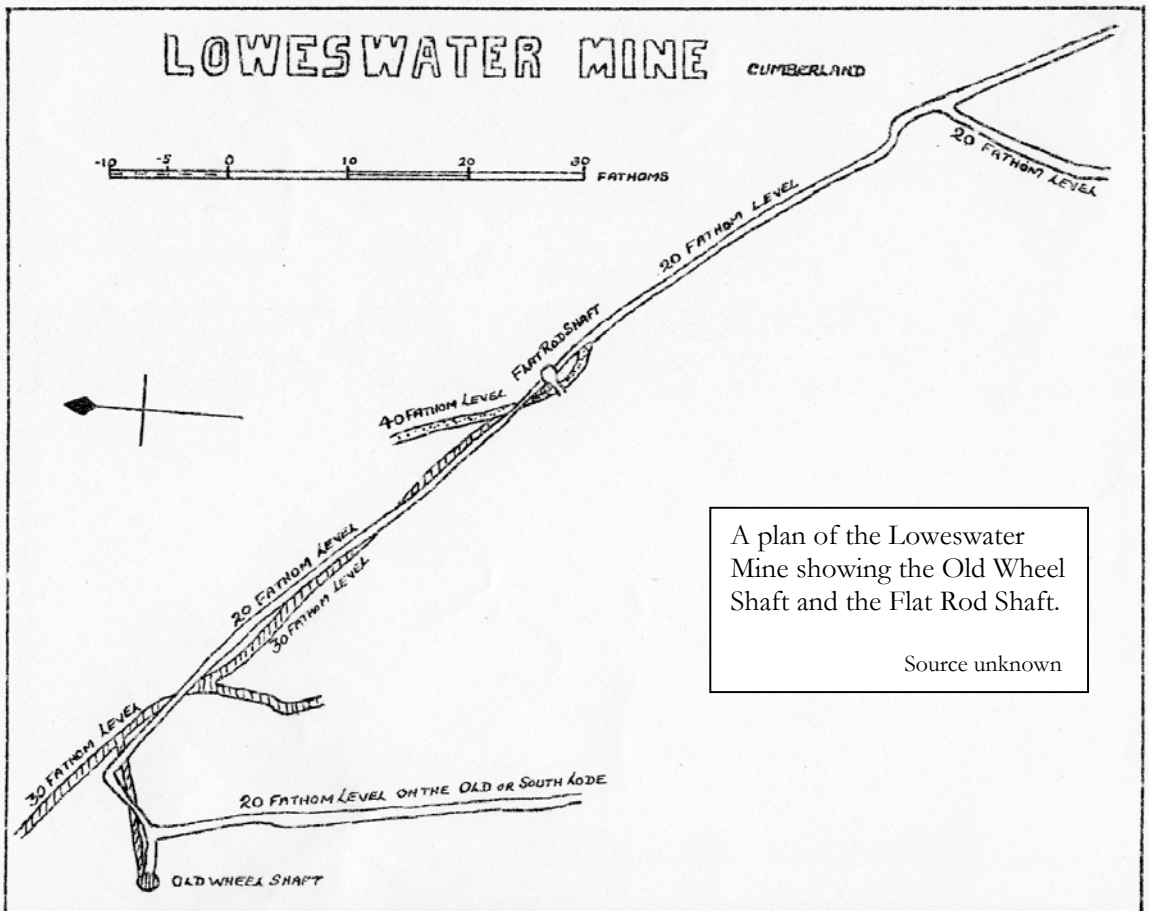 LOWESWATER MINE CUMBERLAND
-10 -5 0 10 20 30 FATHOMS
20 FATHOM LEVEL
20 FATHOM LEVEL
FLAT ROD SHAFT
40 FATHOM LEVEL
20 FATHOM LEVEL
30 FATHOM LEVEL
30 FATHOM LEVEL
20 FATHOM LEVEL ON THE OLD OR SOUTH LODE
OLD WHEEL SHAFT
A plan of the Loweswater
Mine showing the Old Wheel
Shaft and the Flat Rod Shaft.
Source unknown